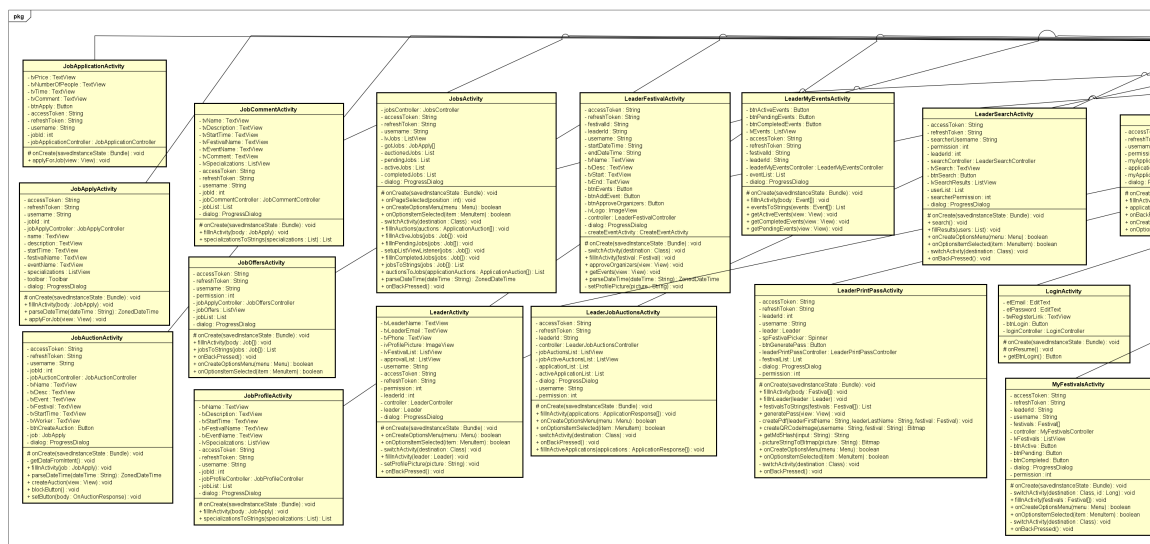 pkg
JobApplicationActivity
- tvPrice : TextView
- tvNumberOfPeople : TextView
- tvTime : TextView
- tvComment : TextView
- btnApply : Button
- accessToken : String
- refreshToken : String
- username : String
- jobId : int
- jobApplicationController : JobApplicationController
# onCreate(savedInstanceState : Bundle) : void
+ applyForJob(view : View) : void
JobApplyActivity
- accessToken : String
- refreshToken : String
- username : String
- jobId : int
- jobApplyController : JobApplyController
- name : TextView
- description : TextView
- startTime : TextView
- festivalName : TextView
- eventName : TextView
- specializations : ListView
- toolbar : Toolbar
- dialog : ProgressDialog
# onCreate(savedInstanceState : Bundle) : void
+ fillInActivity(body : JobApply) : void
+ parseDateTime(dateTime : String) : ZonedDateTime
+ applyForJob(view : View) : void
JobAuctionActivity
- accessToken : String
- refreshToken : String
- username : String
- jobId : int
- jobAuctionController : JobAuctionController
- tvName : TextView
- tvDesc : TextView
- tvEvent : TextView
- tvFestival : TextView
- tvStartTime : TextView
- tvWorker : TextView
- btnCreateAuction : Button
- job : JobApply
- dialog : ProgressDialog
# onCreate(savedInstanceState : Bundle) : void
- getDataFromIntent() : void
+ fillInActivity(job : JobApply) : void
+ parseDateTime(dateTime : String) : ZonedDateTime
+ createAuction(view : View) : void
+ blockButton() : void
+ setButton(body : OnAuctionResponse) : void
JobCommentActivity
- tvName : TextView
- tvDescription : TextView
- tvStartTime : TextView
- tvFestivalName : TextView
- tvEventName : TextView
- tvComment : TextView
- tvSpecializations : ListView
- accessToken : String
- refreshToken : String
- username : String
- jobId : int
- jobCommentController : JobCommentController
- jobList : List
- dialog : ProgressDialog
# onCreate(savedInstanceState : Bundle) : void
+ fillInActivity(body : JobApply) : void
+ specializationsToStrings(specializations : List) : List
JobOffersActivity
- accessToken : String
- refreshToken : String
- username : String
- permission : int
- jobApplyController : JobOffersController
- jobOffers : ListView
- jobList : List
- dialog : ProgressDialog
# onCreate(savedInstanceState : Bundle) : void
+ fillInActivity(body : Job[]) : void
+ jobsToStrings(jobs : Job[]) : List
+ onBackPressed() : void
+ onCreateOptionsMenu(menu : Menu) : boolean
+ onOptionsItemSelected(item : MenuItem) : boolean
JobProfileActivity
- tvName : TextView
- tvDescription : TextView
- tvStartTime : TextView
- tvFestivalName : TextView
- tvEventName : TextView
- tvSpecializations : ListView
- accessToken : String
- refreshToken : String
- username : String
- jobId : int
- jobProfileController : JobProfileController
- jobList : List
- dialog : ProgressDialog
# onCreate(savedInstanceState : Bundle) : void
+ fillInActivity(body : JobApply) : void
+ specializationsToStrings(specializations : List) : List
JobsActivity
- jobsController : JobsController
- accessToken : String
- refreshToken : String
- username : String
- lvJobs : ListView
- gotJobs : JobApply[]
- auctionedJobs : List
- pendingJobs : List
- activeJobs : List
- completedJobs : List
- dialog : ProgressDialog
# onCreate(savedInstanceState : Bundle) : void
- onPageSelected(position : int) : void
+ onCreateOptionsMenu(menu : Menu) : boolean
+ onOptionsItemSelected(item : MenuItem) : boolean
- switchActivity(destination : Class) : void
+ fillInAuctions(auctions : ApplicationAuction[]) : void
+ fillInActiveJobs(jobs : Job[]) : void
+ fillInPendingJobs(jobs : Job[]) : void
- setupListViewListener(jobs : Job[]) : void
+ fillInCompletedJobs(jobs : Job[]) : void
+ jobsToStrings(jobs : Job[]) : List
+ auctionsToJobs(applicationAuctions : ApplicationAuction[]) : List
+ parseDateTime(dateTime : String) : ZonedDateTime
+ onBackPressed() : void
LeaderActivity
- tvLeaderName : TextView
- tvLeaderEmail : TextView
- tvPhone : TextView
- ivProfilePicture : ImageView
- lvFestivalList : ListView
- approvalList : ListView
- username : String
- accessToken : String
- refreshToken : String
- permission : int
- leaderId : int
- controller : LeaderController
- leader : Leader
- dialog : ProgressDialog
# onCreate(savedInstanceState : Bundle) : void
+ onCreateOptionsMenu(menu : Menu) : boolean
+ onOptionsItemSelected(item : MenuItem) : boolean
- switchActivity(destination : Class) : void
+ fillInActivity(leader : Leader) : void
- setProfilePicture(picture : String) : void
+ onBackPressed() : void
LeaderFestivalActivity
- accessToken : String
- refreshToken : String
- festivalId : String
- leaderId : String
- username : String
- startDateTime : String
- endDateTime : String
- tvName : TextView
- tvDesc : TextView
- tvStart : TextView
- tvEnd : TextView
- btnEvents : Button
- btnAddEvent : Button
- btnApproveOrganizers : Button
- ivLogo : ImageView
- controller : LeaderFestivalController
- dialog : ProgressDialog
- createEventActivity : CreateEventActivity
# onCreate(savedInstanceState : Bundle) : void
- switchActivity(destination : Class) : void
+ fillInActivity(festival : Festival) : void
+ approveOrganizers(view : View) : void
+ getEvents(view : View) : void
+ parseDateTime(dateTime : String) : ZonedDateTime
- setProfilePicture(picture : String) : void
LeaderJobAuctionsActivity
- accessToken : String
- refreshToken : String
- leaderId : String
- controller : LeaderJobAuctionsController
- jobAuctionsList : ListView
- jobActiveAuctionsList : ListView
- applicationList : List
- activeApplicationList : List
- dialog : ProgressDialog
- username : String
- permission : int
# onCreate(savedInstanceState : Bundle) : void
+ fillInActivity(applications : ApplicationResponse[]) : void
+ onCreateOptionsMenu(menu : Menu) : boolean
+ onOptionsItemSelected(item : MenuItem) : boolean
- switchActivity(destination : Class) : void
+ onBackPressed() : void
+ fillInActiveApplications(applications : ApplicationResponse[]) : void
LeaderMyEventsActivity
- btnActiveEvents : Button
- btnPendingEvents : Button
- btnCompletedEvents : Button
- lvEvents : ListView
- accessToken : String
- refreshToken : String
- festivalId : String
- leaderId : String
- leaderMyEventsController : LeaderMyEventsController
- eventList : List
- dialog : ProgressDialog
# onCreate(savedInstanceState : Bundle) : void
+ fillInActivity(body : Event[]) : void
+ eventsToStrings(events : Event[]) : List
+ getActiveEvents(view : View) : void
+ getCompletedEvents(view : View) : void
+ getPendingEvents(view : View) : void
LeaderSearchActivity
- accessToken : String
- refreshToken : String
- searcherUsername : String
- permission : int
- leaderId : int
- searchController : LeaderSearchController
- tvSearch : TextView
- btnSearch : Button
- lvSearchResults : ListView
- userList : List
- searcherPermission : int
- dialog : ProgressDialog
# onCreate(savedInstanceState : Bundle) : void
- search() : void
+ fillResults(users : List) : void
+ onCreateOptionsMenu(menu : Menu) : boolean
+ onOptionsItemSelected(item : MenuItem) : boolean
- switchActivity(destination : Class) : void
+ onBackPressed() : void
LeaderPrintPassActivity
- accessToken : String
- refreshToken : String
- leaderId : int
- username : String
- leader : Leader
- spFestivalPicker : Spinner
- btnGeneratePass : Button
- leaderPrintPassController : LeaderPrintPassController
- festivalList : List
- dialog : ProgressDialog
- permission : int
# onCreate(savedInstanceState : Bundle) : void
+ fillInActivity(body : Festival[]) : void
+ fillInLeader(leader : Leader) : void
+ festivalsToStrings(festivals : Festival[]) : List
+ generatePass(view : View) : void
- createPdf(leaderFirstName : String, leaderLastName : String, festival : Festival) : void
+ createQRCodeImage(username : String, festival : String) : Bitmap
+ getMd5Hash(input : String) : String
- pictureStringToBitmap(picture : String) : Bitmap
+ onCreateOptionsMenu(menu : Menu) : boolean
+ onOptionsItemSelected(item : MenuItem) : boolean
- switchActivity(destination : Class) : void
+ onBackPressed() : void
LoginActivity
- etEmail : EditText
- etPassword : EditText
- tvRegisterLink : TextView
- btnLogin : Button
- loginController : LoginController
# onCreate(savedInstanceState : Bundle) : void
# onResume() : void
+ getBtnLogin() : Button
MyFestivalsActivity
- accessToken : String
- refreshToken : String
- leaderId : String
- username : String
- festivals : Festival[]
- controller : MyFestivalsController
- lvFestivals : ListView
- btnActive : Button
- btnPending : Button
- btnCompleted : Button
- dialog : ProgressDialog
- permission : int
# onCreate(savedInstanceState : Bundle) : void
- switchActivity(destination : Class, id : Long) : void
+ fillInActivity(festivals : Festival[]) : void
+ onCreateOptionsMenu(menu : Menu) : boolean
+ onOptionsItemSelected(item : MenuItem) : boolean
- switchActivity(destination : Class) : void
+ onBackPressed() : void